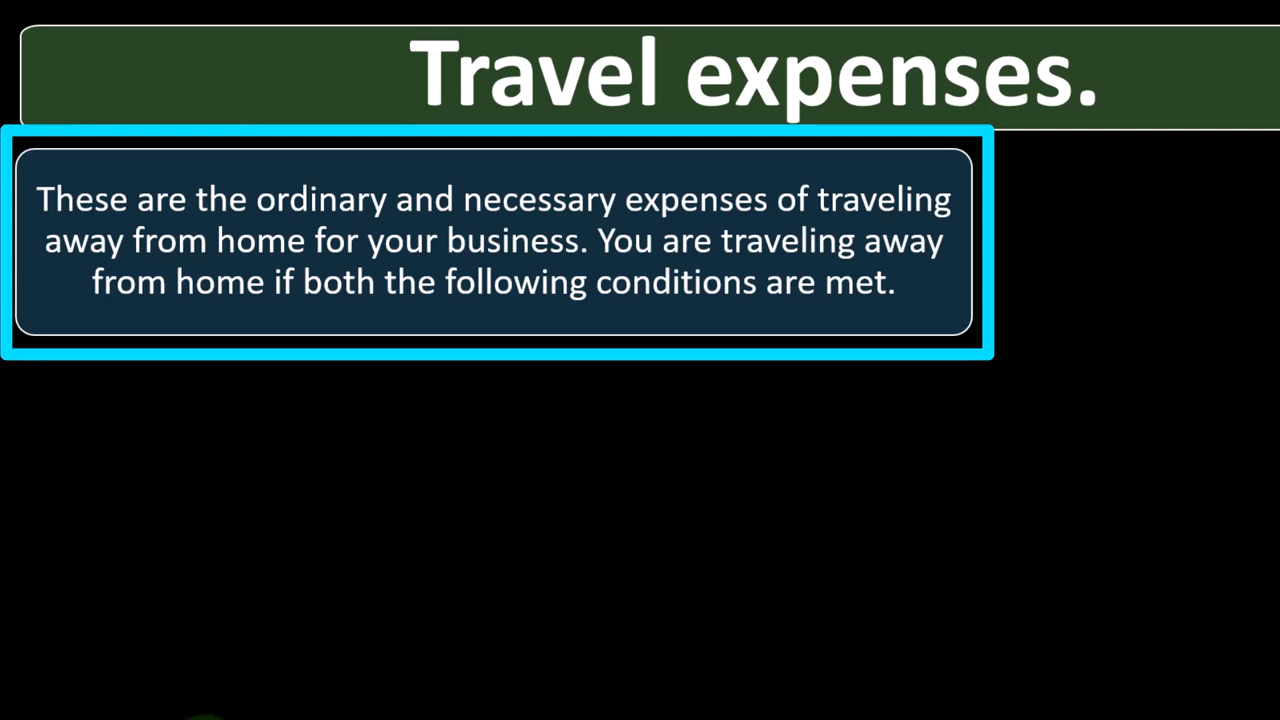 Travel expenses.
These are the ordinary and necessary expenses of traveling
away from home for your business. You are traveling away
from home if both the following conditions are met.